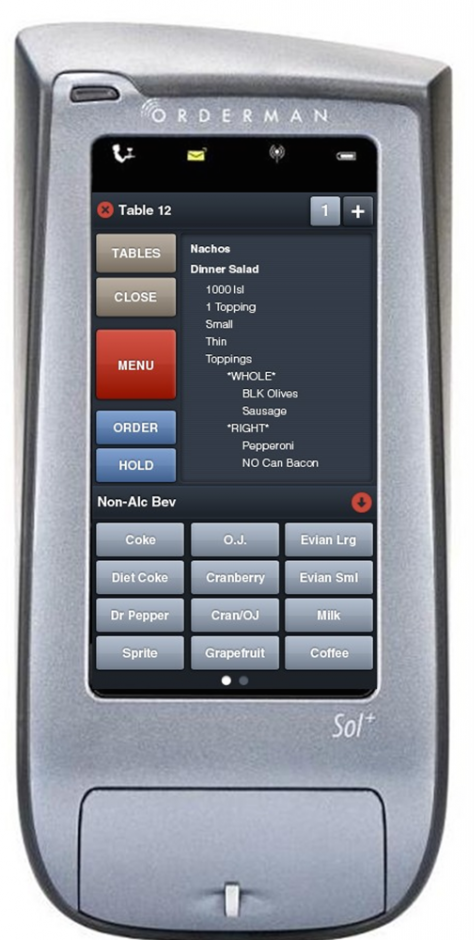 ORDERMAN
Table 12
1
+
TABLES
CLOSE
MENU
ORDER
HOLD
Nachos
Dinner Salad
1000 Isl
1 Topping
Small
Thin
Toppings
*WHOLE*
BLK Olives
Sausage
*RIGHT*
Pepperoni
NO Can Bacon
Non-Alc Bev
Coke O.J. Evian Lrg
Diet Coke Cranberry Evian Sml
Dr Pepper Cran/OJ Milk
Sprite Grapefruit Coffee
Sol+